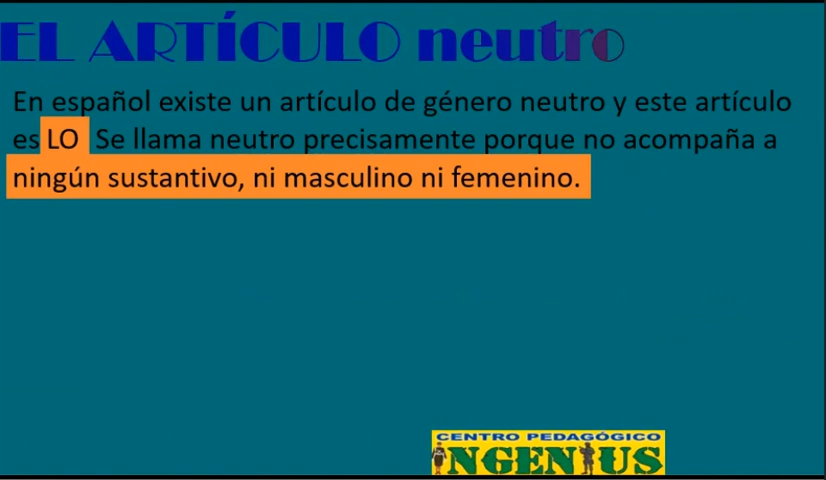 EL ARTÍCULO neutro
En español existe un artículo de género neutro y este artículo
es LO Se llama neutro precisamente porque no acompaña a
ningún sustantivo, ni masculino ni femenino.
CENTRO PEDAGÓGICO
INGENIUS